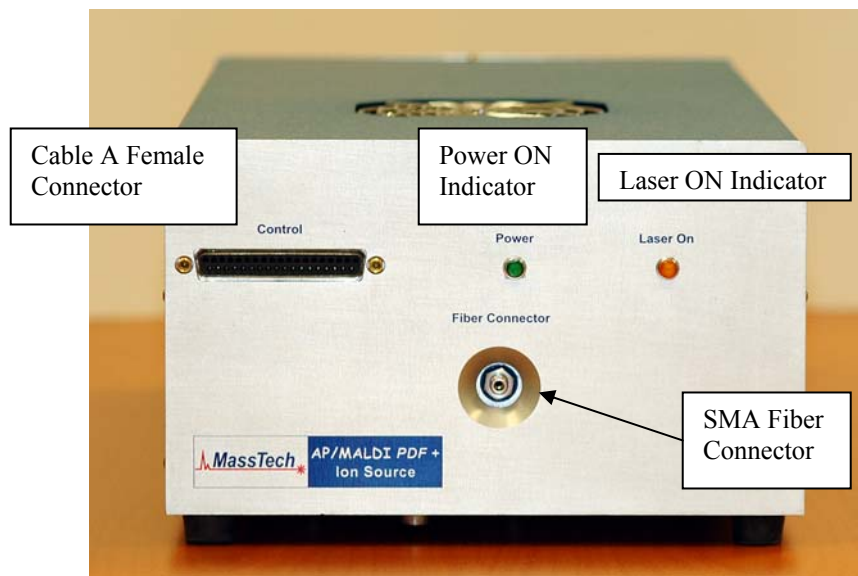 Cable A Female
Connector
Power ON
Indicator
Laser ON Indicator
Control
Power
Laser On
Fiber Connector
SMA Fiber
Connector
MassTech
AP/MALDI PDF +
Ion Source